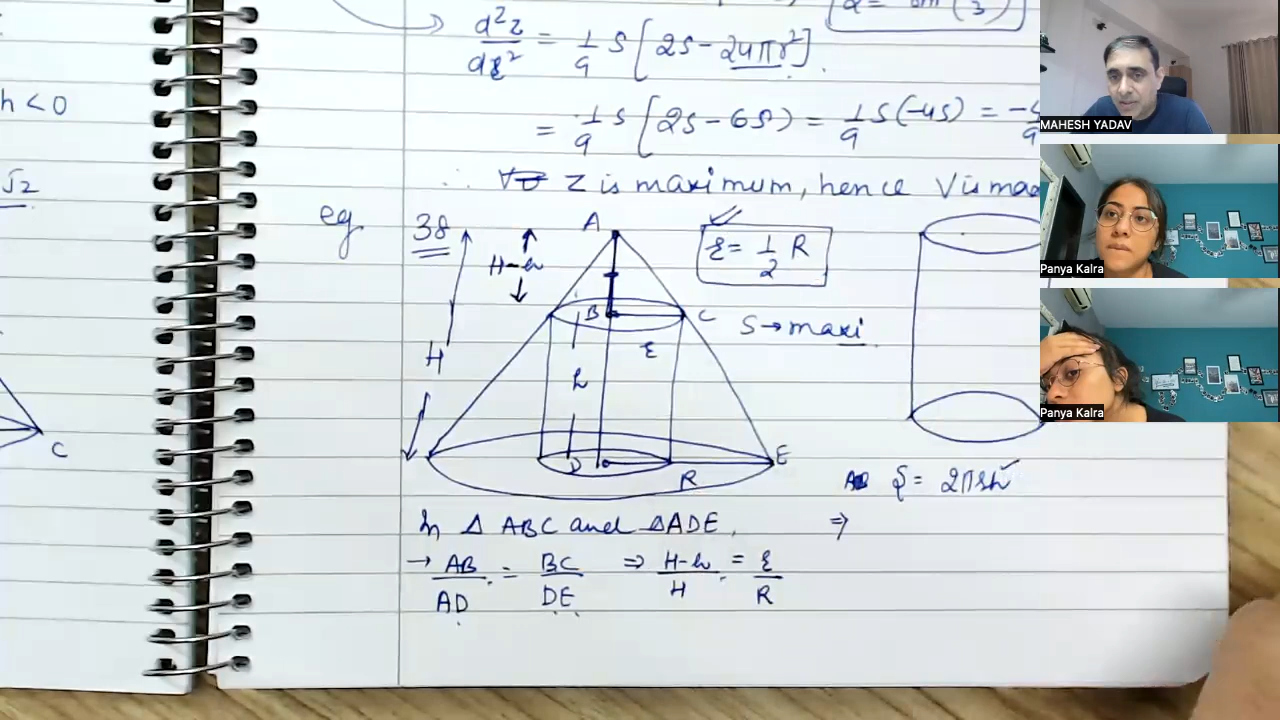 h < 0
√2
C
d²z/dr² = 1/9 S [2S - 24πr²].
= 1/9 S [2S - 6S) = 1/9 S(-4S) =
∴ Z is maximum, hence V is
eg 38
A
H-h
r = 1/2 R
B C
S → maxi
r
H
h
D R E
S = 2πrh
In Δ ABC and ΔADE, ⇒
→ AB/AD = BC/DE ⇒ H-h/H = r/R
MAHESH YADAV
Panya Kalra
Panya Kalra